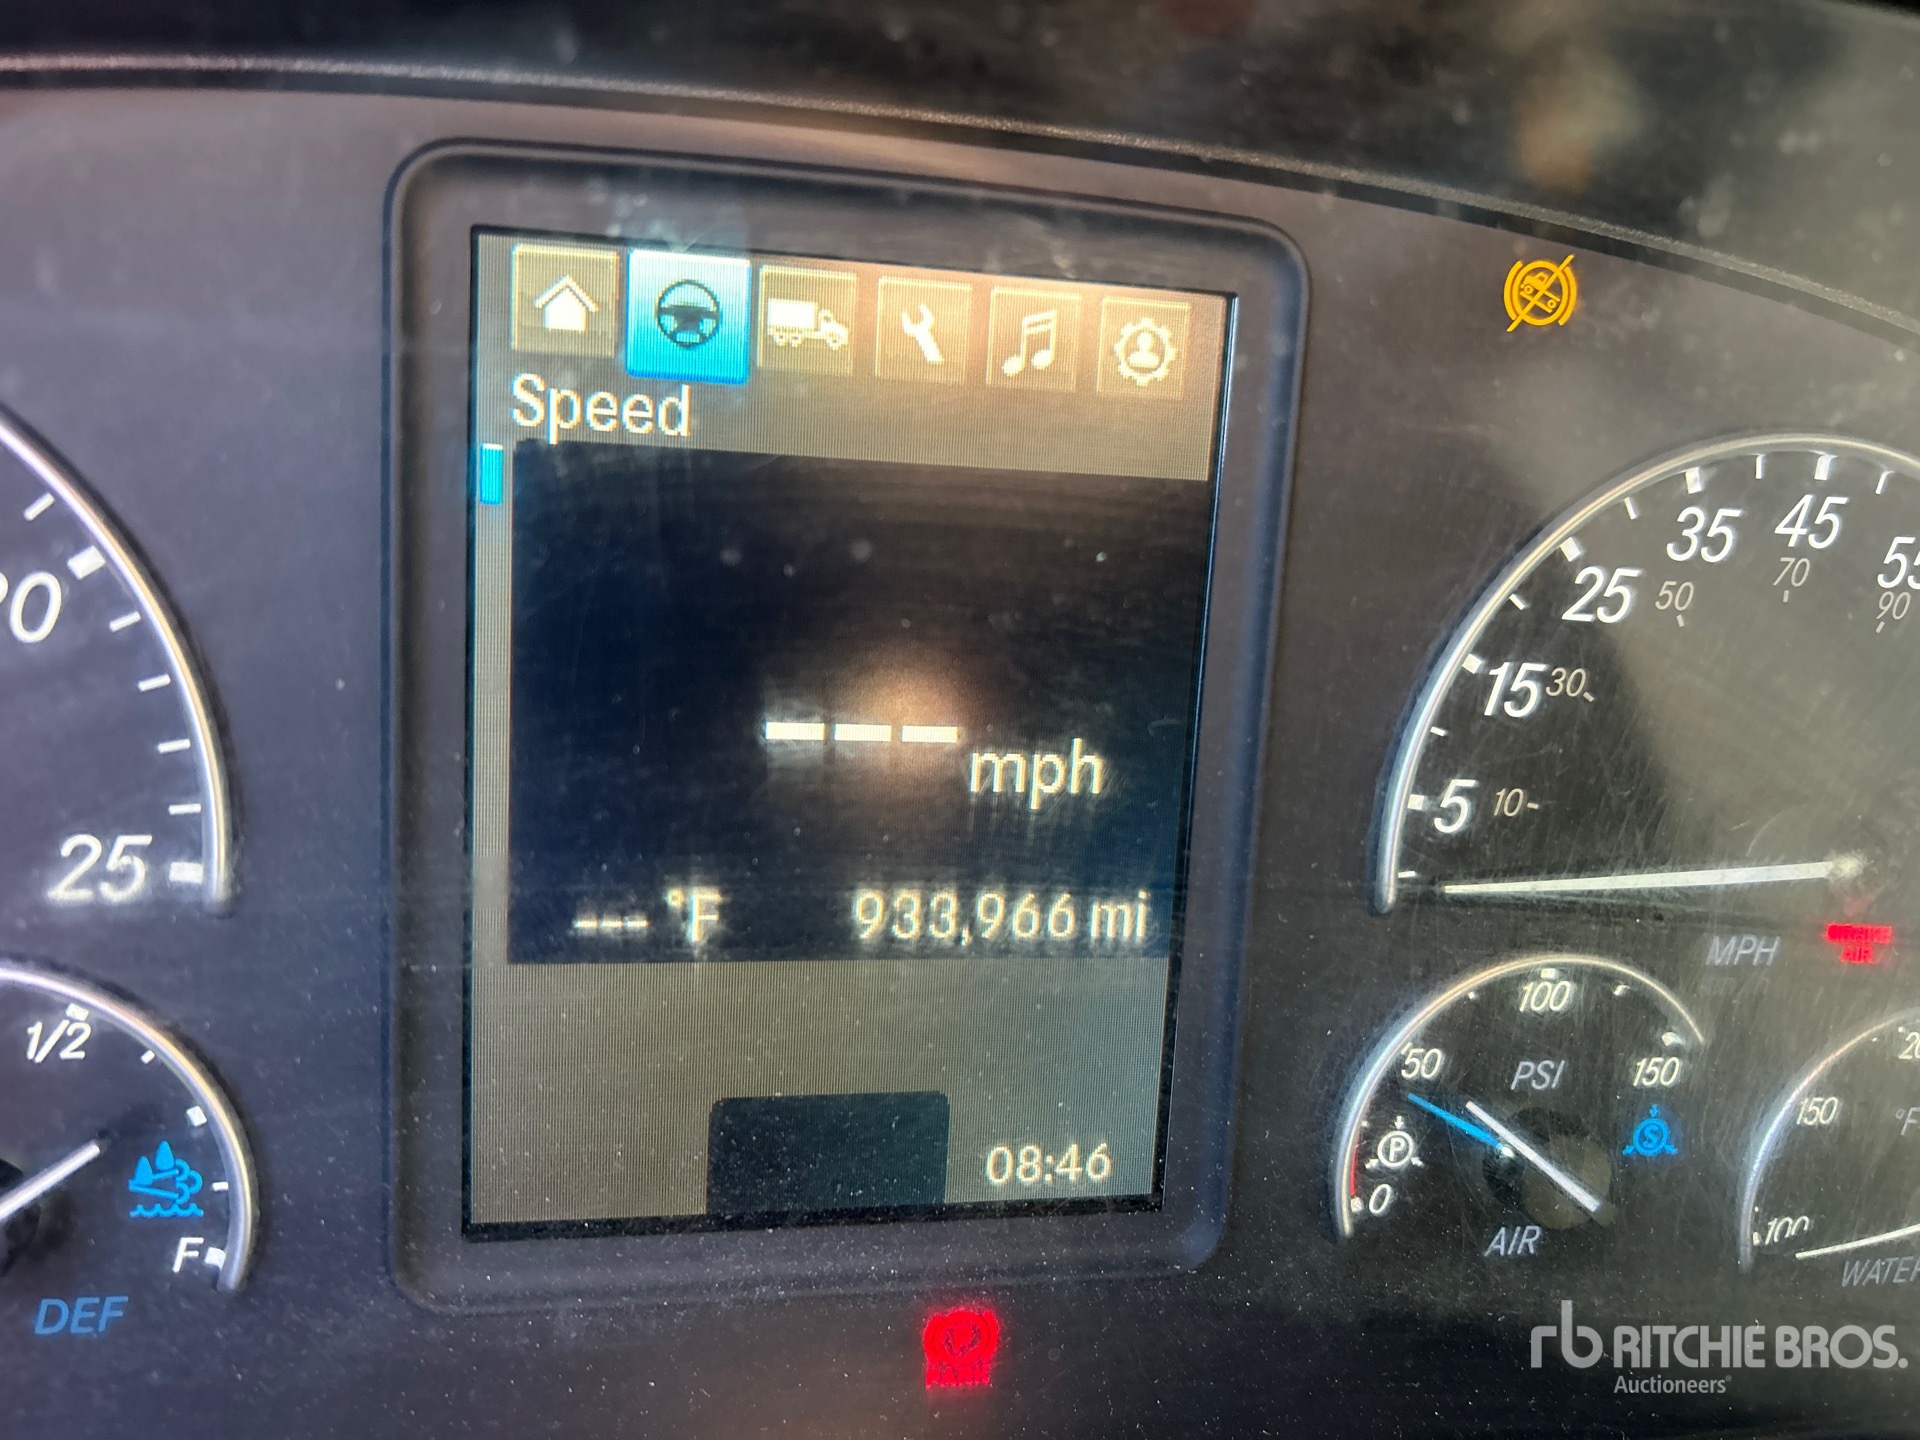 Speed
--- mph
--- °F 933,966 mi
08:46
20
25
1/2
F
DEF
5 15 25 35 45 55
10 30 50 70 90
MPH
0 50 100 150
PSI
P
S
AIR
100 150
°F
WATER
rb RITCHIE BROS.
Auctioneers